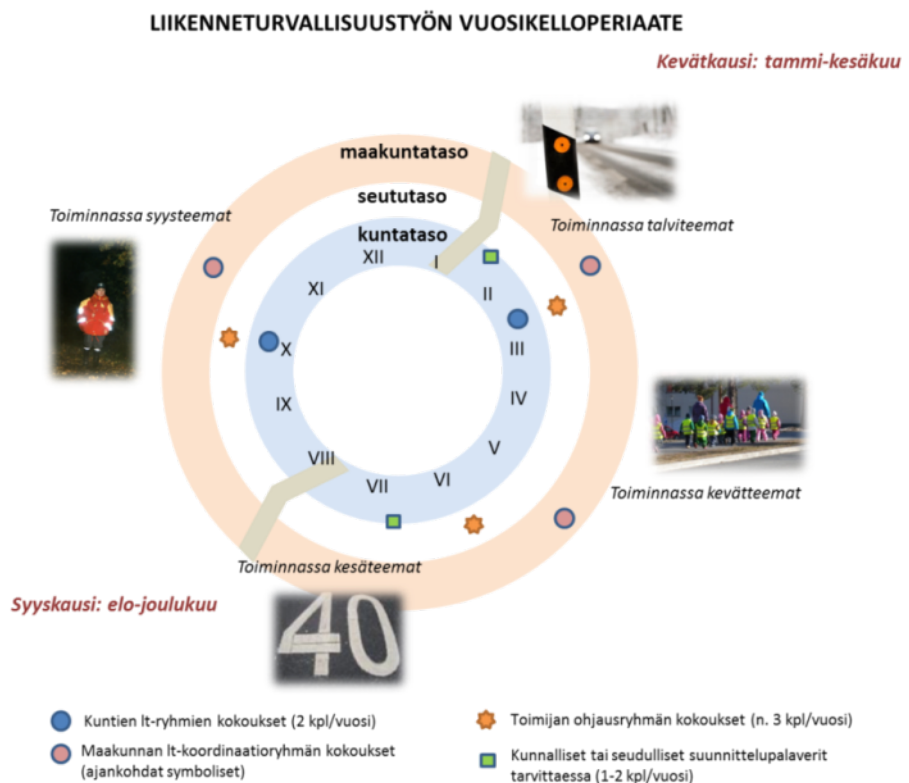 LIIKENNETURVALLISUUSTYÖN VUOSIKELLOPERIAATE
Kevätkausi: tammi-kesäkuu
maakuntataso
seututaso
kuntataso
Toiminnassa syysteemat
Toiminnassa talviteemat
XII
I
XI
II
X
III
IX
IV
VIII
V
VII
VI
Toiminnassa kevätteemat
Toiminnassa kesäteemat
Syyskausi: elo-joulukuu
40
Kuntien lt-ryhmien kokoukset (2 kpl/vuosi)
Maakunnan lt-koordinaatioryhmän kokoukset
(ajankohdat symboliset)
Toimijan ohjausryhmän kokoukset (n. 3 kpl/vuosi)
Kunnalliset tai seudulliset suunnittelupalaverit
tarvittaessa (1-2 kpl/vuosi)